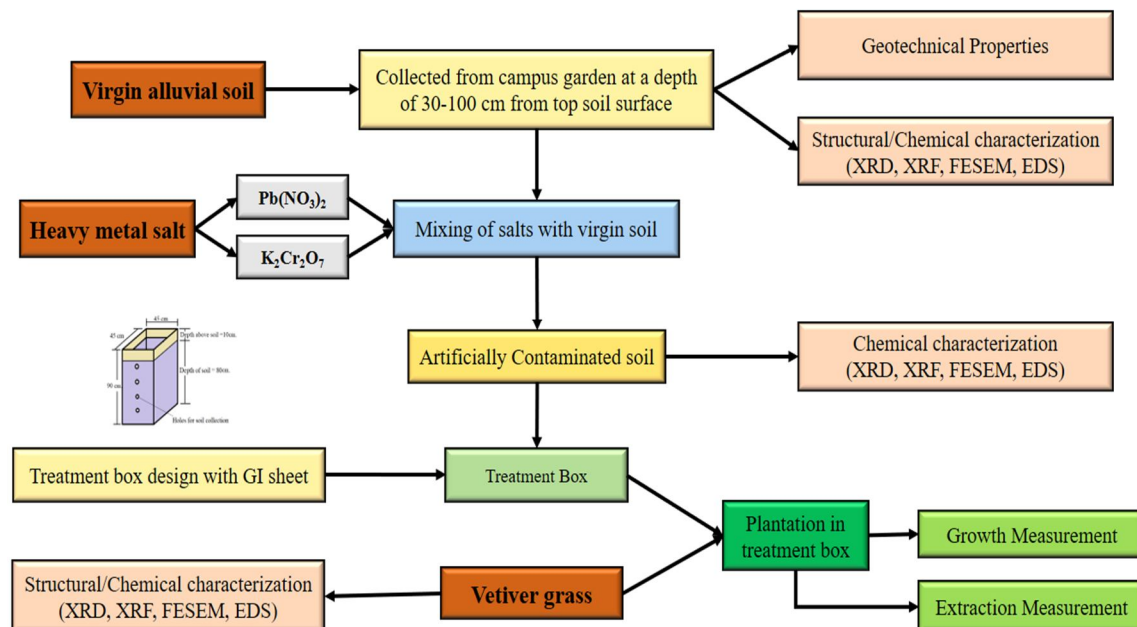 Geotechnical Properties
Virgin alluvial soil
Collected from campus garden at a depth
of 30-100 cm from top soil surface
Structural/Chemical characterization
(XRD, XRF, FESEM, EDS)
Heavy metal salt
Pb(NO₃)₂
K₂Cr₂O₇
Mixing of salts with virgin soil
45 cm
45 cm
Depth above soil =10cm.
Depth of soil = 80cm.
90 cm
Holes for soil collection
Artificially Contaminated soil
Chemical characterization
(XRD, XRF, FESEM, EDS)
Treatment box design with GI sheet
Treatment Box
Plantation in
treatment box
Growth Measurement
Structural/Chemical characterization
(XRD, XRF, FESEM, EDS)
Vetiver grass
Extraction Measurement